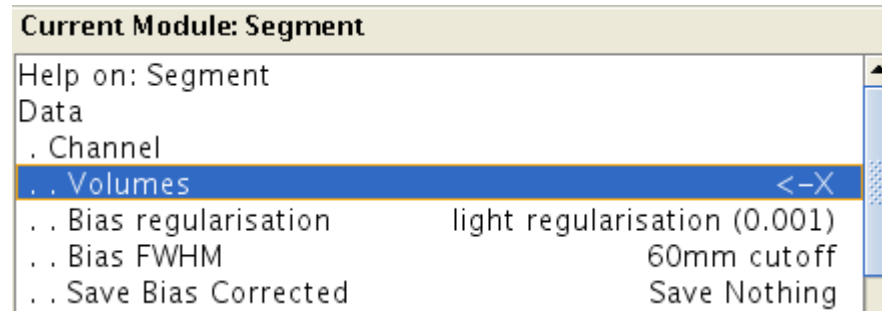 Current Module: Segment
Help on: Segment
Data
. Channel
. . Volumes <-X
. . Bias regularisation light regularisation (0.001)
. . Bias FWHM 60mm cutoff
. . Save Bias Corrected Save Nothing